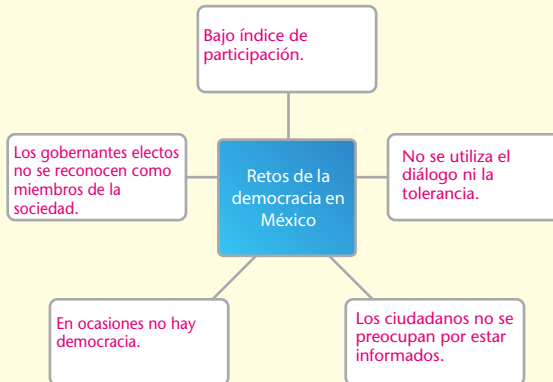 Bajo índice de
participación.
Los gobernantes electos
no se reconocen como
miembros de la
sociedad.
Retos de la
democracia en
México
No se utiliza el
diálogo ni la
tolerancia.
En ocasiones no hay
democracia.
Los ciudadanos no se
preocupan por estar
informados.